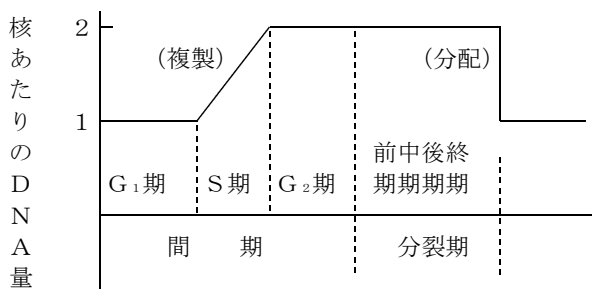 核あたりのDNA量
2
1
(複製)
(分配)
G₁期
S期
G₂期
前中後終
期期期期
間 期
分裂期